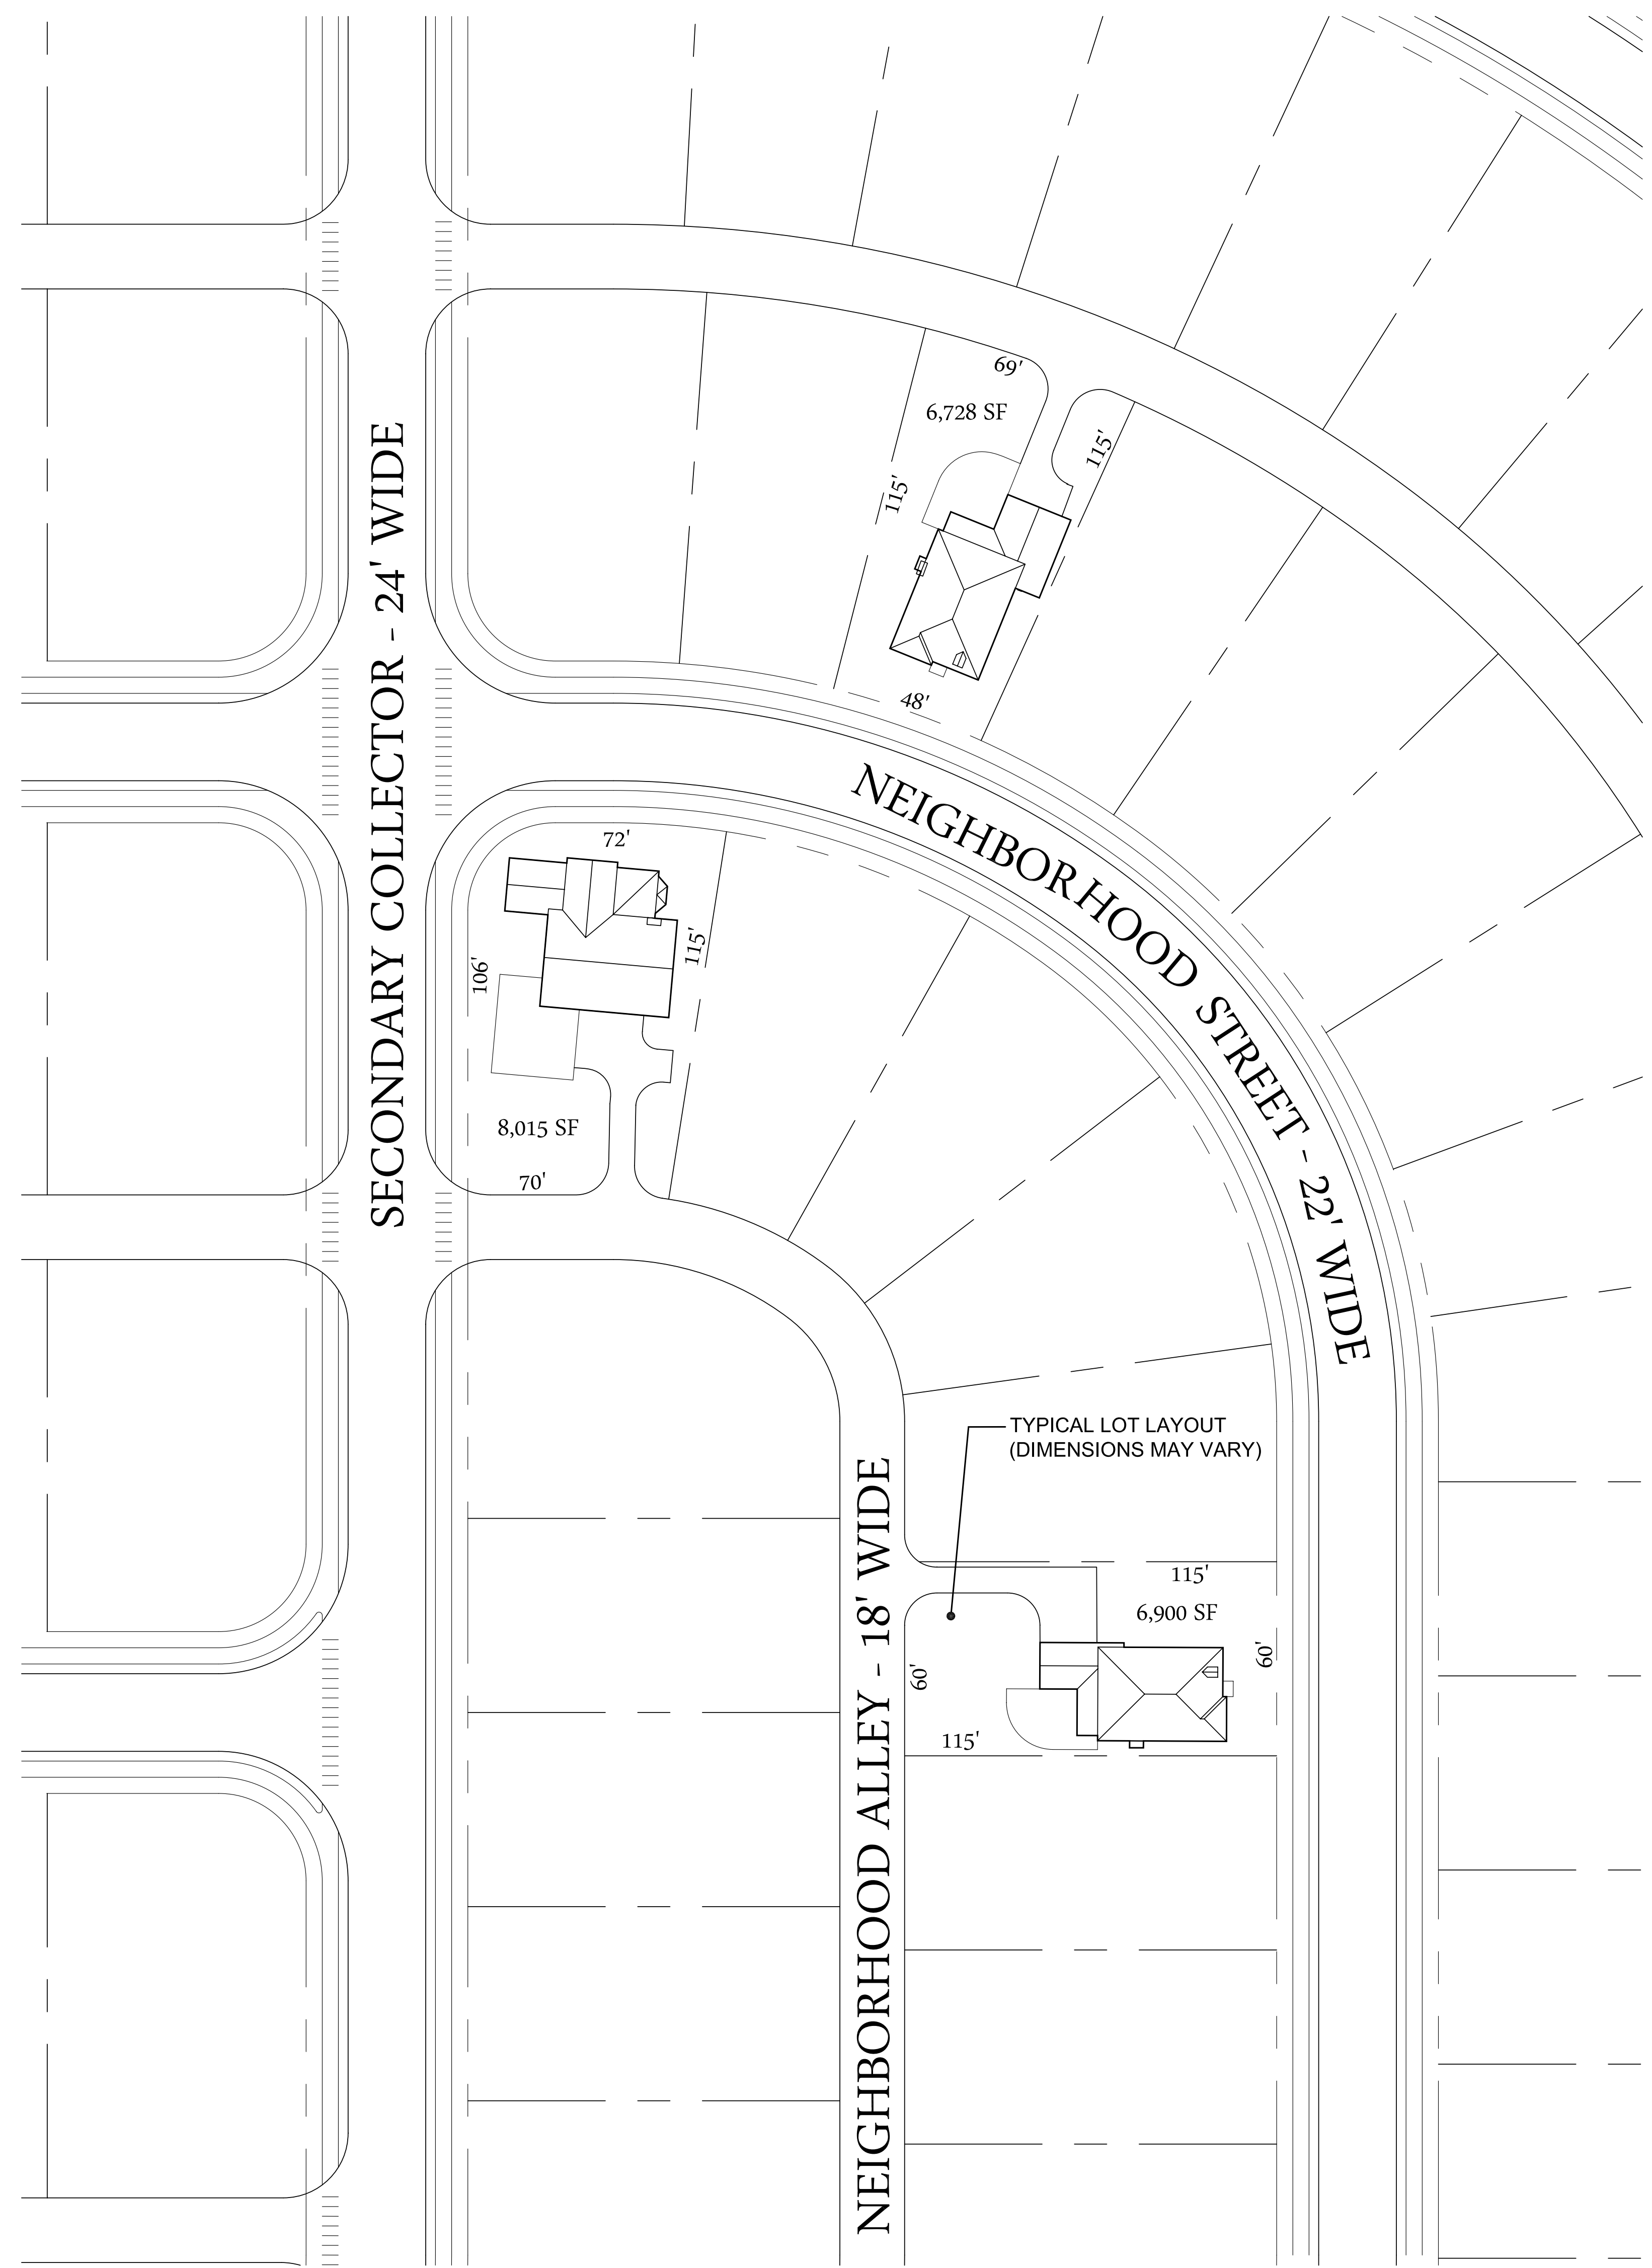 69'
6,728 SF
115'
115'
48'
SECONDARY COLLECTOR - 24' WIDE
NEIGHBORHOOD STREET - 22' WIDE
72'
106'
115'
8,015 SF
70'
TYPICAL LOT LAYOUT
(DIMENSIONS MAY VARY)
NEIGHBORHOOD ALLEY - 18' WIDE
115'
6,900 SF
60'
60'
115'